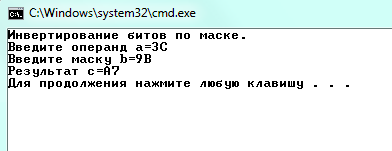 C:\Windows\system32\cmd.exe
Инвертирование битов по маске.
Введите операнд a=3C
Введите маску b=9B
Результат c=A7
Для продолжения нажмите любую клавишу . . .